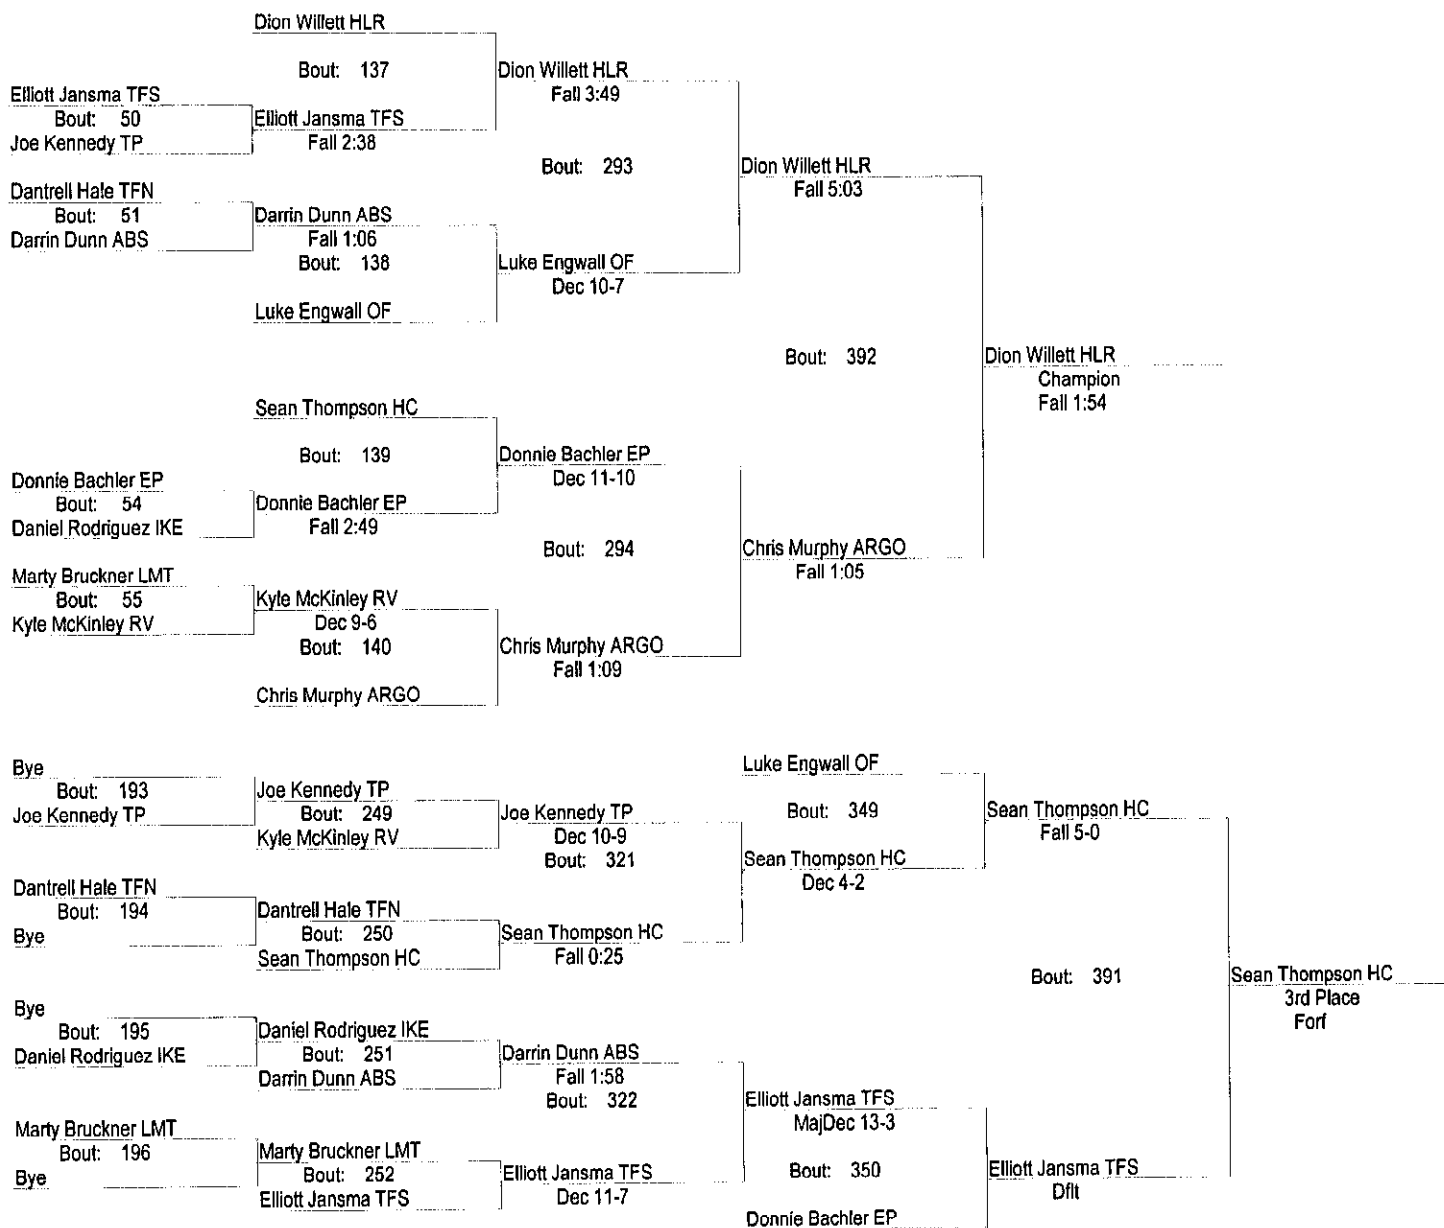 Dion Willett HLR
Bout: 137
Dion Willett HLR
Fall 3:49
Elliott Jansma TFS
Bout: 50
Joe Kennedy TP
Elliott Jansma TFS
Fall 2:38
Bout: 293
Dion Willett HLR
Fall 5:03
Dantrell Hale TFN
Bout: 51
Darrin Dunn ABS
Darrin Dunn ABS
Fall 1:06
Bout: 138
Luke Engwall OF
Dec 10-7
Luke Engwall OF
Bout: 392
Dion Willett HLR
Champion
Fall 1:54
Sean Thompson HC
Bout: 139
Donnie Bachler EP
Dec 11-10
Donnie Bachler EP
Bout: 54
Daniel Rodriguez IKE
Donnie Bachler EP
Fall 2:49
Bout: 294
Chris Murphy ARGO
Fall 1:05
Marty Bruckner LMT
Bout: 55
Kyle McKinley RV
Kyle McKinley RV
Dec 9-6
Bout: 140
Chris Murphy ARGO
Fall 1:09
Chris Murphy ARGO
Bye
Bout: 193
Joe Kennedy TP
Joe Kennedy TP
Bout: 249
Kyle McKinley RV
Joe Kennedy TP
Dec 10-9
Bout: 321
Luke Engwall OF
Bout: 349
Sean Thompson HC
Dec 4-2
Sean Thompson HC
Fall 5-0
Dantrell Hale TFN
Bout: 194
Bye
Dantrell Hale TFN
Bout: 250
Sean Thompson HC
Sean Thompson HC
Fall 0:25
Bout: 391
Sean Thompson HC
3rd Place
Forf
Bye
Bout: 195
Daniel Rodriguez IKE
Daniel Rodriguez IKE
Bout: 251
Darrin Dunn ABS
Darrin Dunn ABS
Fall 1:58
Bout: 322
Elliott Jansma TFS
MajDec 13-3
Marty Bruckner LMT
Bout: 196
Bye
Marty Bruckner LMT
Bout: 252
Elliott Jansma TFS
Elliott Jansma TFS
Dec 11-7
Bout: 350
Donnie Bachler EP
Elliott Jansma TFS
Dflt